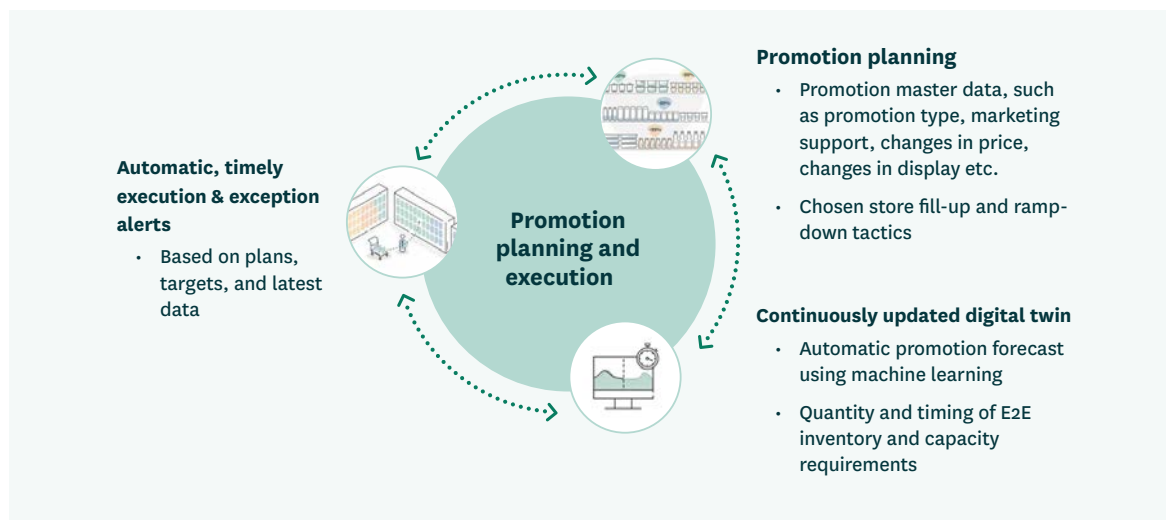 Promotion planning
• Promotion master data, such
as promotion type, marketing
support, changes in price,
changes in display etc.
• Chosen store fill-up and ramp-
down tactics
Automatic, timely
execution & exception
alerts
• Based on plans,
targets, and latest
data
Promotion
planning and
execution
Continuously updated digital twin
• Automatic promotion forecast
using machine learning
• Quantity and timing of E2E
inventory and capacity
requirements